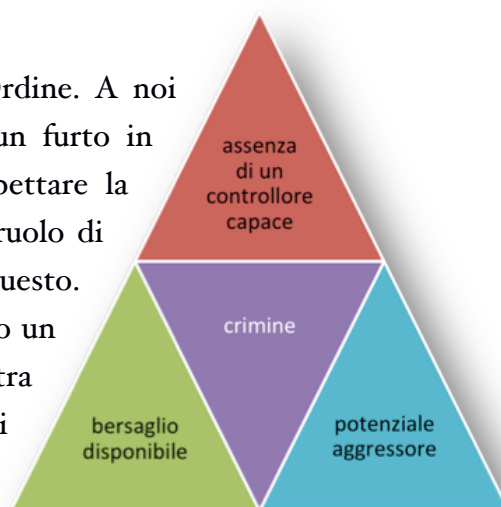 Ordine. A noi
un furto in
pettare la
ruolo di
uesto.
o un
tra
i
assenza
di un
controllore
capace
crimine
bersaglio
disponibile
potenziale
aggressore